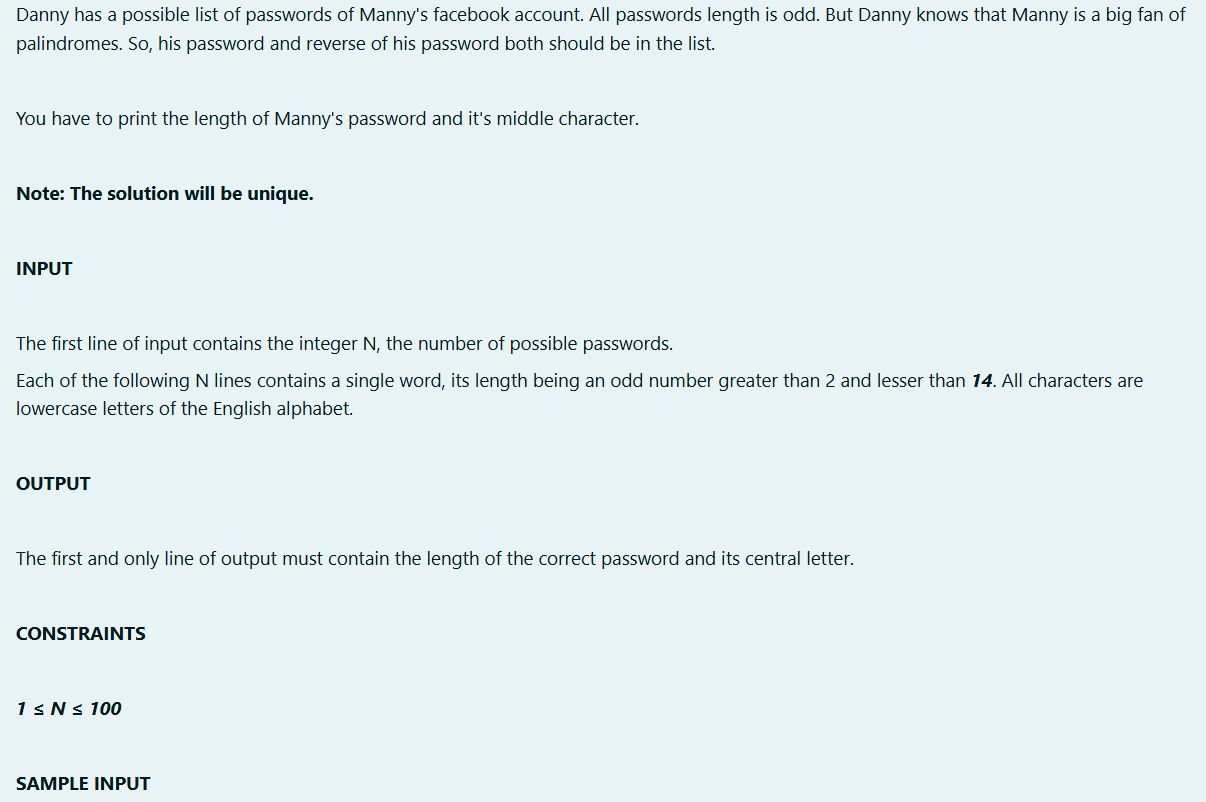 Danny has a possible list of passwords of Manny's facebook account. All passwords length is odd. But Danny knows that Manny is a big fan of
palindromes. So, his password and reverse of his password both should be in the list.
You have to print the length of Manny's password and it's middle character.
Note: The solution will be unique.
INPUT
The first line of input contains the integer N, the number of possible passwords.
Each of the following N lines contains a single word, its length being an odd number greater than 2 and lesser than 14. All characters are
lowercase letters of the English alphabet.
OUTPUT
The first and only line of output must contain the length of the correct password and its central letter.
CONSTRAINTS
1 ≤ N ≤ 100
SAMPLE INPUT